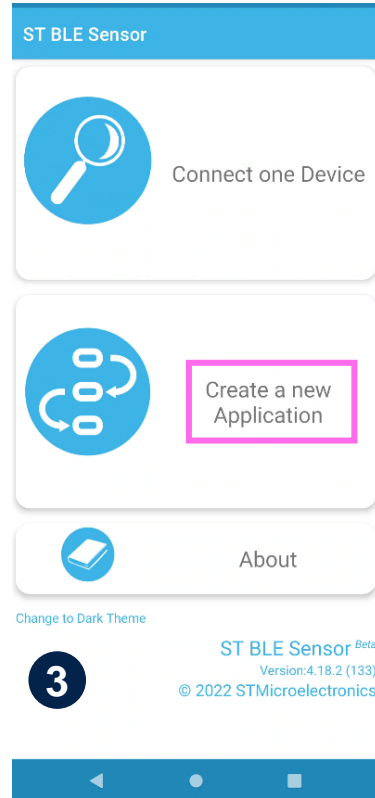 ST BLE Sensor
Connect one Device
Create a new
Application
About
Change to Dark Theme
ST BLE Sensor Beta
Version:4.18.2 (133)
3
© 2022 STMicroelectronics